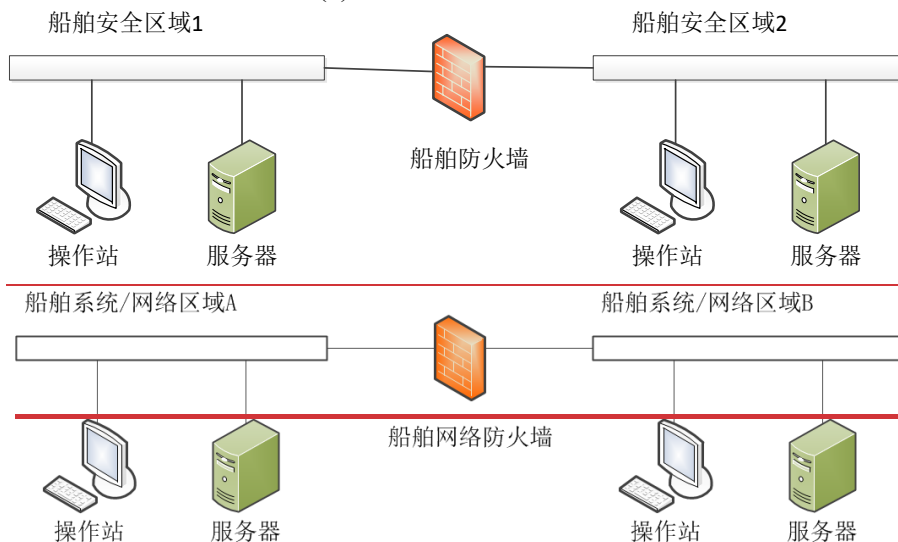 船舶安全区域1 船舶安全区域2
船舶防火墙
操作站 服务器 操作站 服务器
船舶系统/网络区域A 船舶系统/网络区域B
船舶网络防火墙
操作站 服务器 操作站 服务器